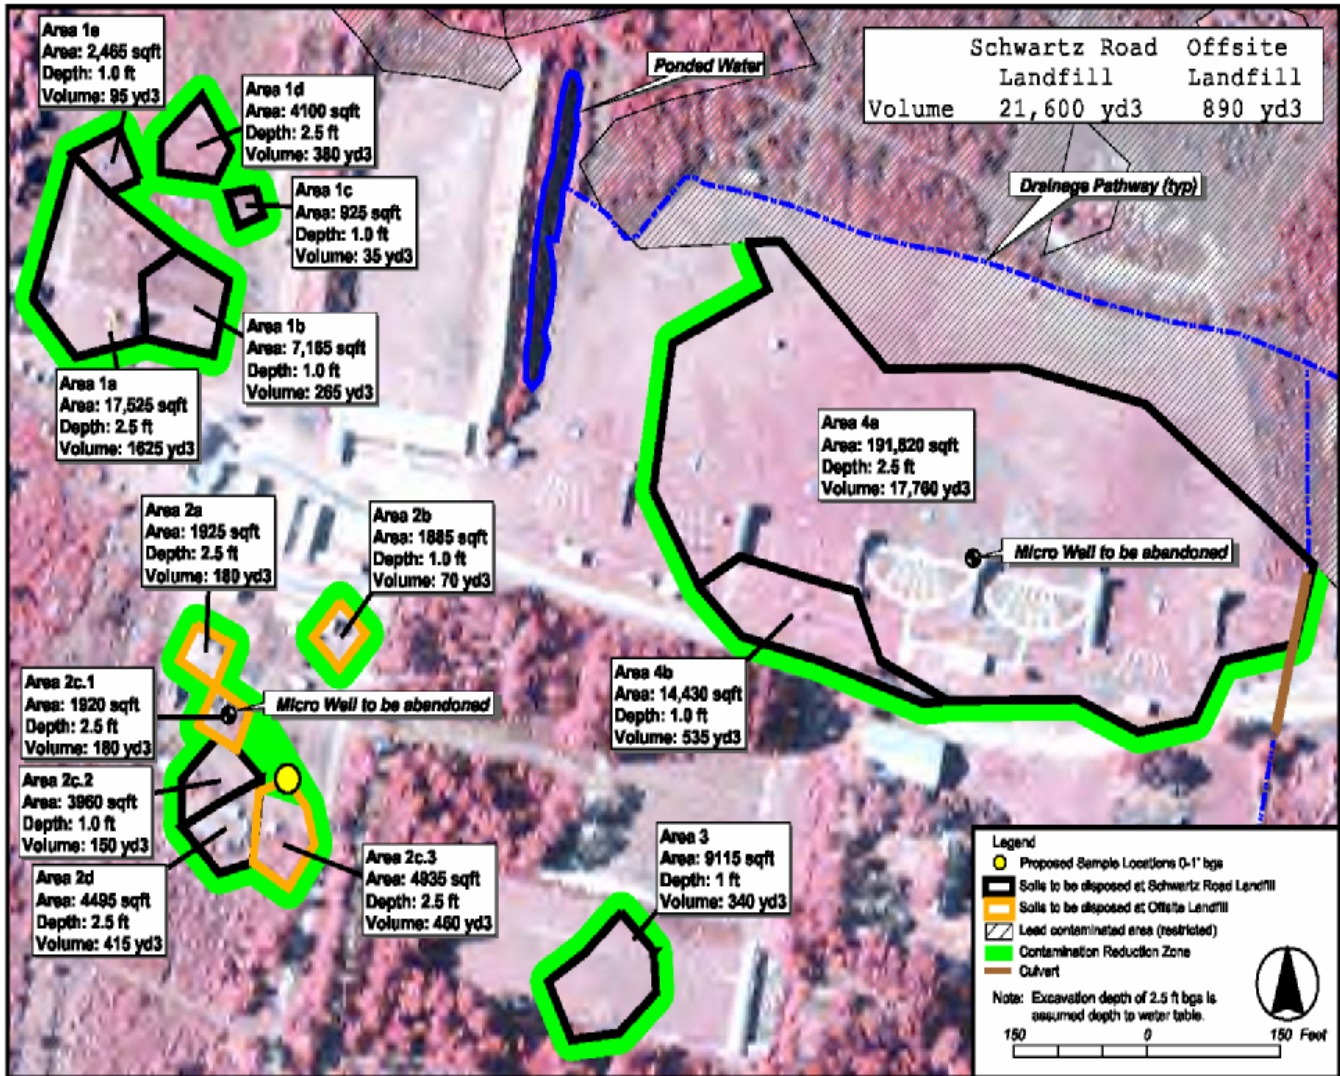 Area 1e
Area: 2,465 sqft
Depth: 1.0 ft
Volume: 95 yd3
Area 1d
Area: 4100 sqft
Depth: 2.5 ft
Volume: 380 yd3
Area 1c
Area: 925 sqft
Depth: 1.0 ft
Volume: 35 yd3
Area 1b
Area: 7,165 sqft
Depth: 1.0 ft
Volume: 265 yd3
Area 1a
Area: 17,525 sqft
Depth: 2.5 ft
Volume: 1625 yd3
Ponded Water
Schwartz Road Offsite
Landfill Landfill
Volume 21,600 yd3 890 yd3
Drainage Pathway (typ)
Area 4a
Area: 191,820 sqft
Depth: 2.5 ft
Volume: 17,760 yd3
Micro Well to be abandoned
Area 2a
Area: 1925 sqft
Depth: 2.5 ft
Volume: 180 yd3
Area 2b
Area: 1885 sqft
Depth: 1.0 ft
Volume: 70 yd3
Area 2c.1
Area: 1920 sqft
Depth: 2.5 ft
Volume: 180 yd3
Micro Well to be abandoned
Area 4b
Area: 14,430 sqft
Depth: 1.0 ft
Volume: 535 yd3
Area 2c.2
Area: 3960 sqft
Depth: 1.0 ft
Volume: 150 yd3
Area 2d
Area: 4495 sqft
Depth: 2.5 ft
Volume: 415 yd3
Area 2c.3
Area: 4935 sqft
Depth: 2.5 ft
Volume: 460 yd3
Area 3
Area: 9115 sqft
Depth: 1 ft
Volume: 340 yd3
Legend
Proposed Sample Locations 0-1' bgs
Soils to be disposed at Schwartz Road Landfill
Soils to be disposed at Offsite Landfill
Lead contaminated area (restricted)
Contamination Reduction Zone
Culvert
Note: Excavation depth of 2.5 ft bgs is
assumed depth to water table.
150 0 150 Feet